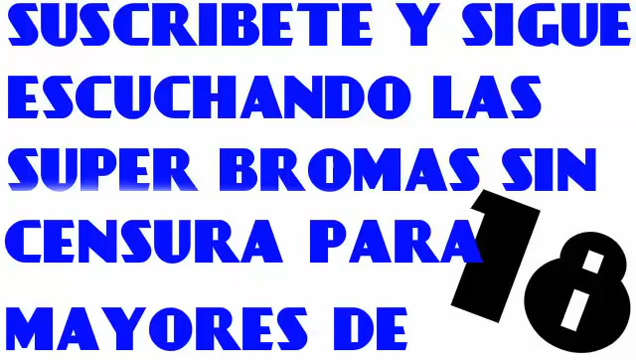 SUSCRIBETE Y SIGUE
ESCUCHANDO LAS
SUPER BROMAS SIN
CENSURA PARA
MAYORES DE 18